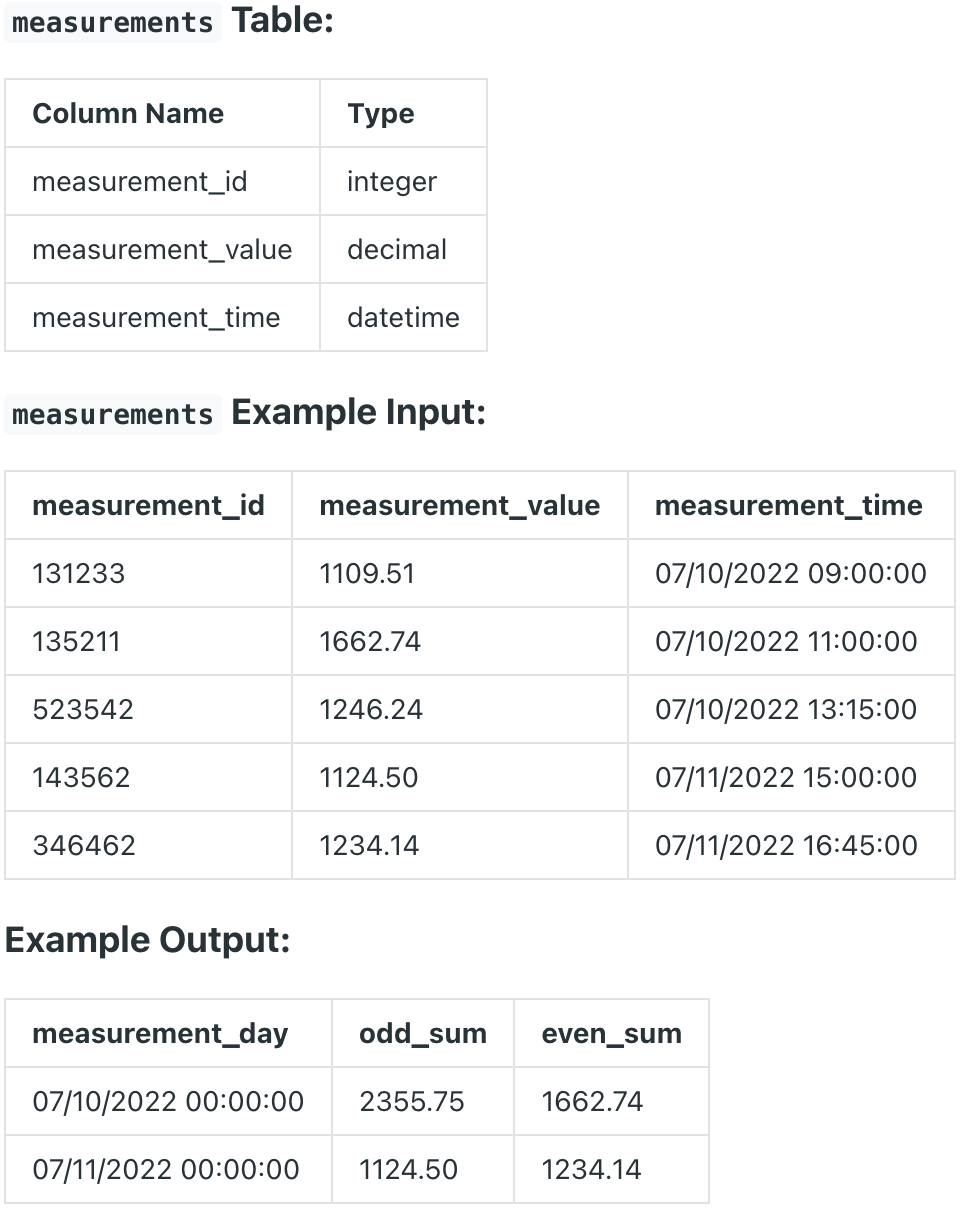 measurements Table:
Column Name Type
measurement_id integer
measurement_value decimal
measurement_time datetime
measurements Example Input:
measurement_id measurement_value measurement_time
131233 1109.51 07/10/2022 09:00:00
135211 1662.74 07/10/2022 11:00:00
523542 1246.24 07/10/2022 13:15:00
143562 1124.50 07/11/2022 15:00:00
346462 1234.14 07/11/2022 16:45:00
Example Output:
measurement_day odd_sum even_sum
07/10/2022 00:00:00 2355.75 1662.74
07/11/2022 00:00:00 1124.50 1234.14